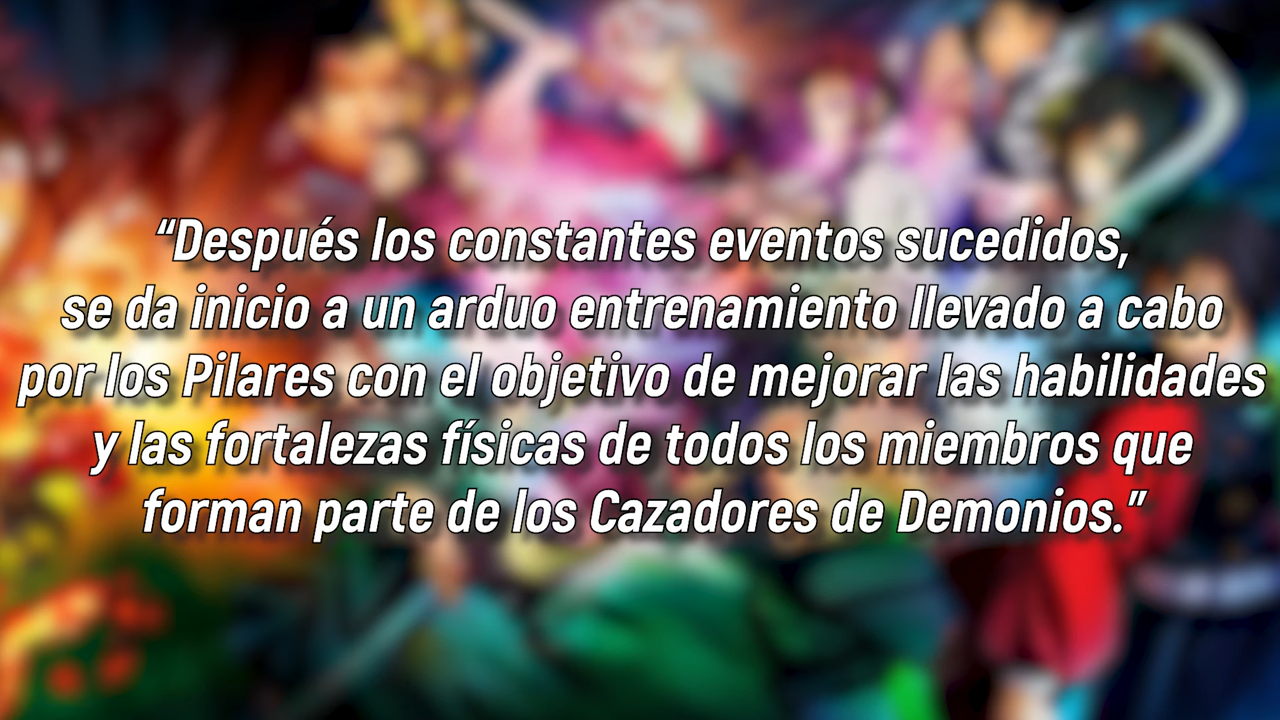 “Después los constantes eventos sucedidos,
se da inicio a un arduo entrenamiento llevado a cabo
por los Pilares con el objetivo de mejorar las habilidades
y las fortalezas físicas de todos los miembros que
forman parte de los Cazadores de Demonios.”